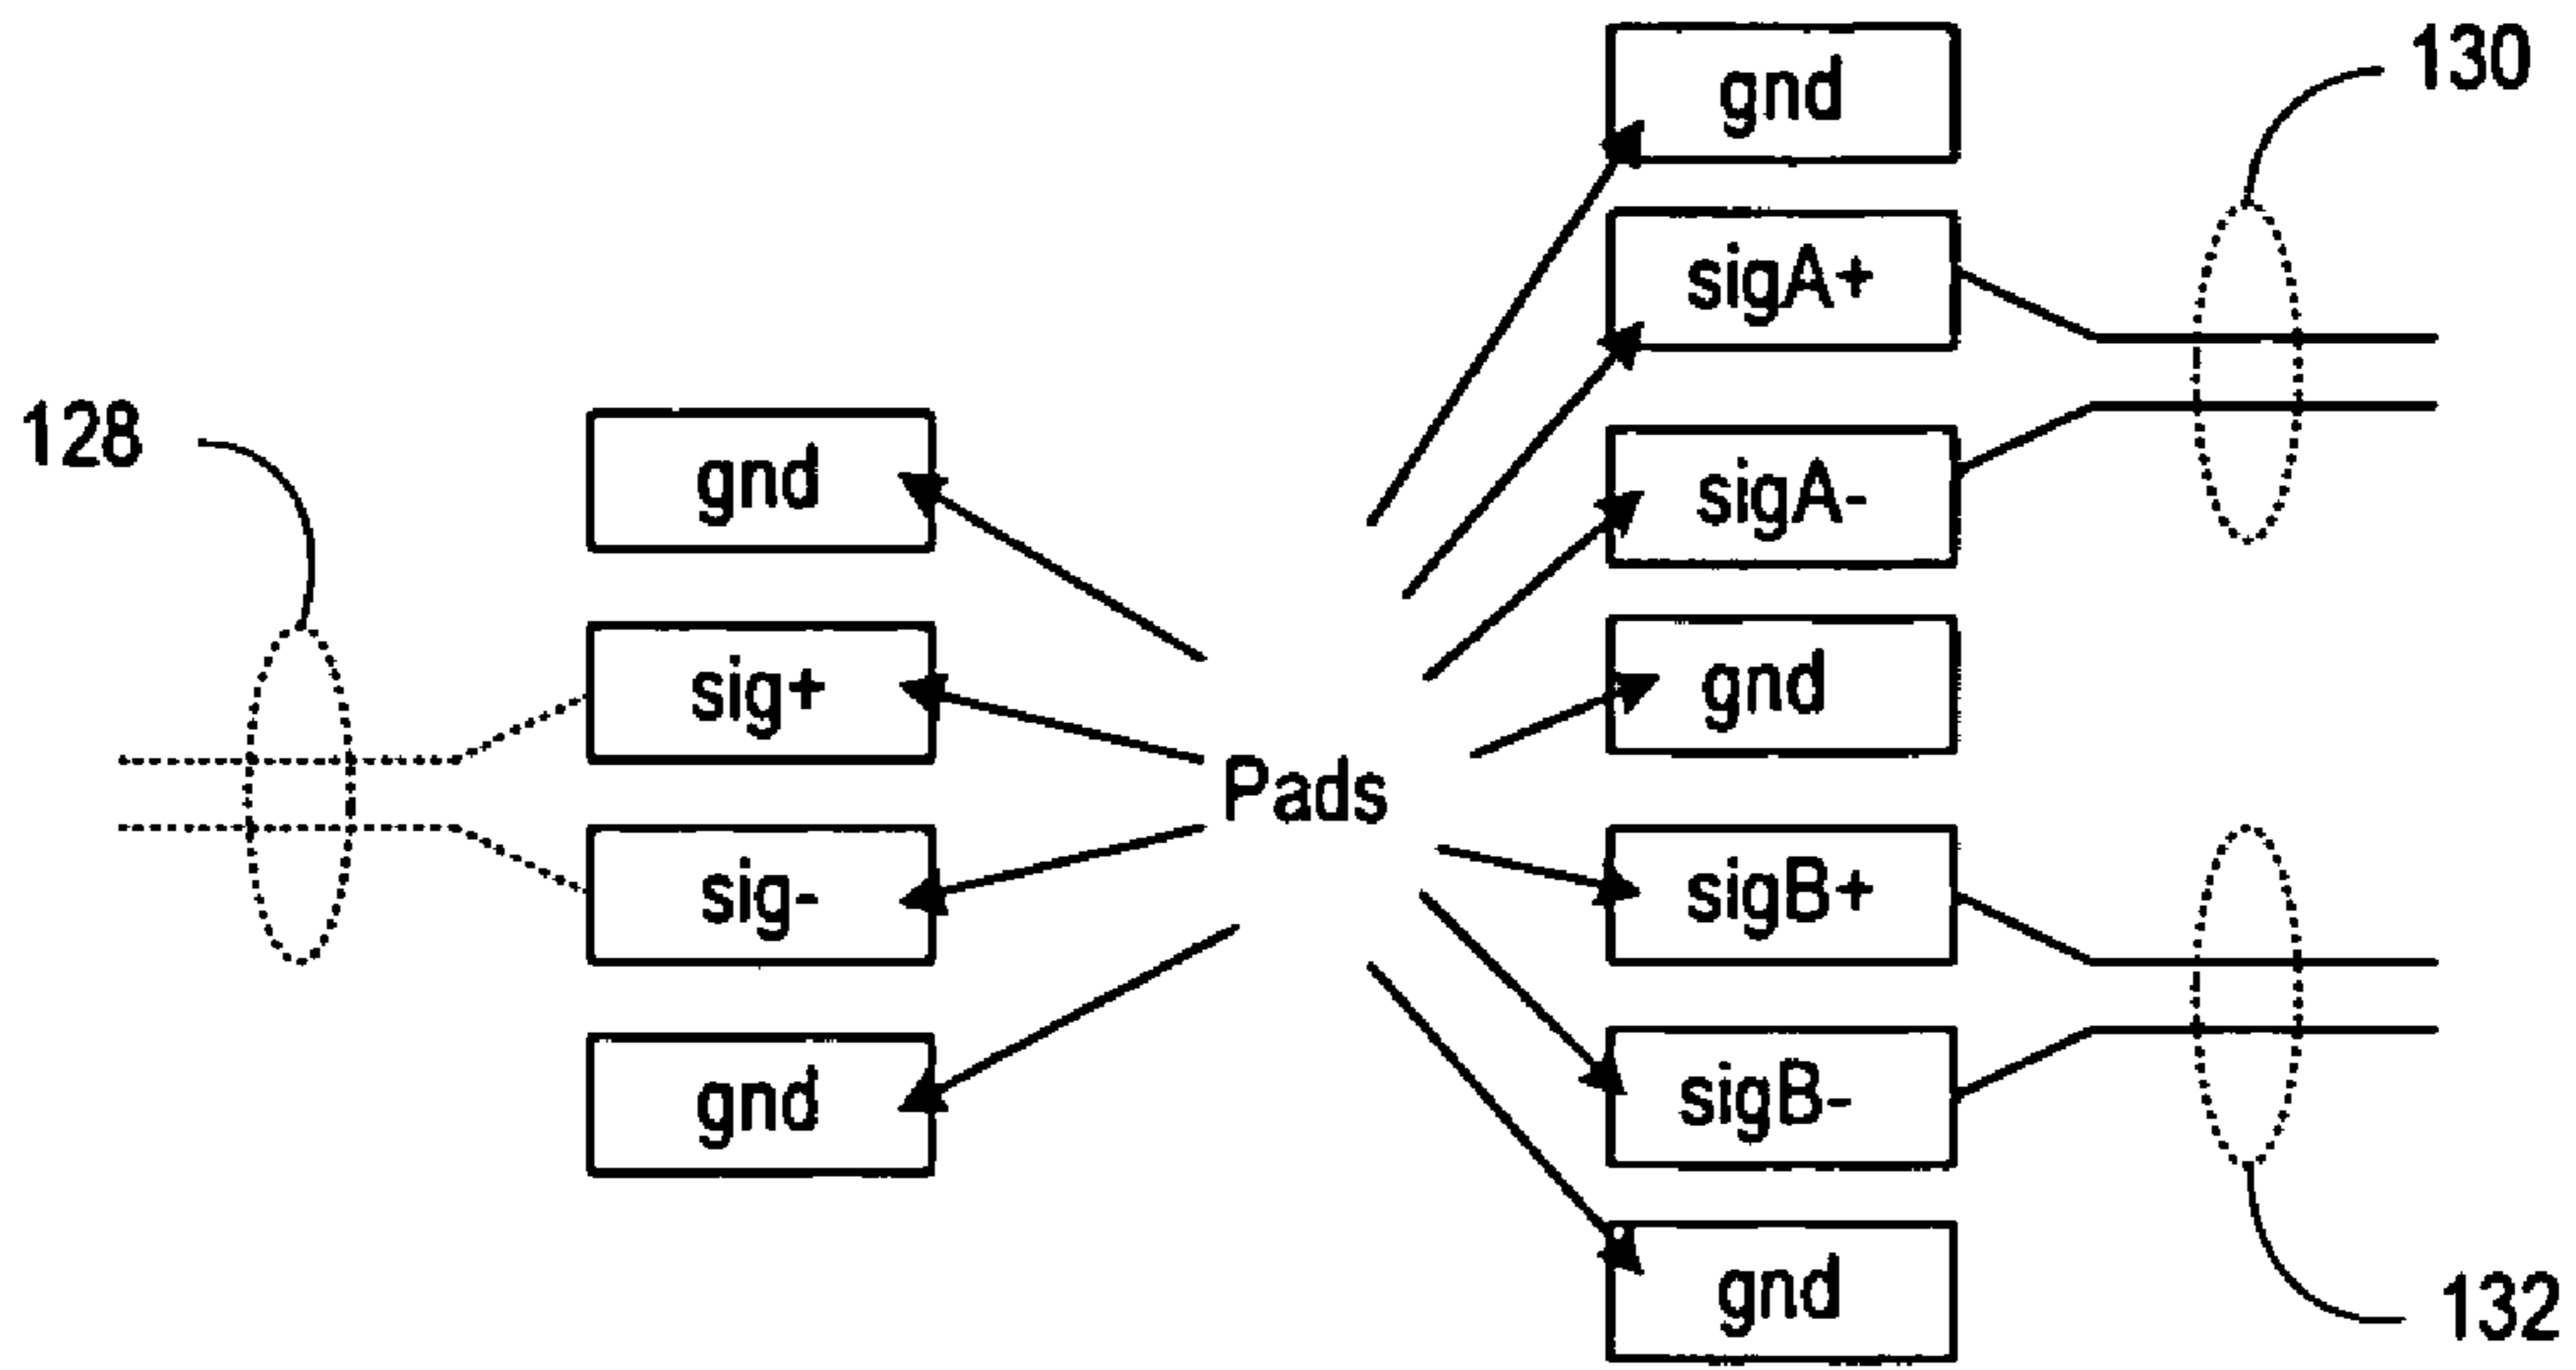 gnd
130
sigA+
128
gnd
sigA-
sig+
gnd
Pads
sig-
sigB+
gnd
sigB-
gnd
132